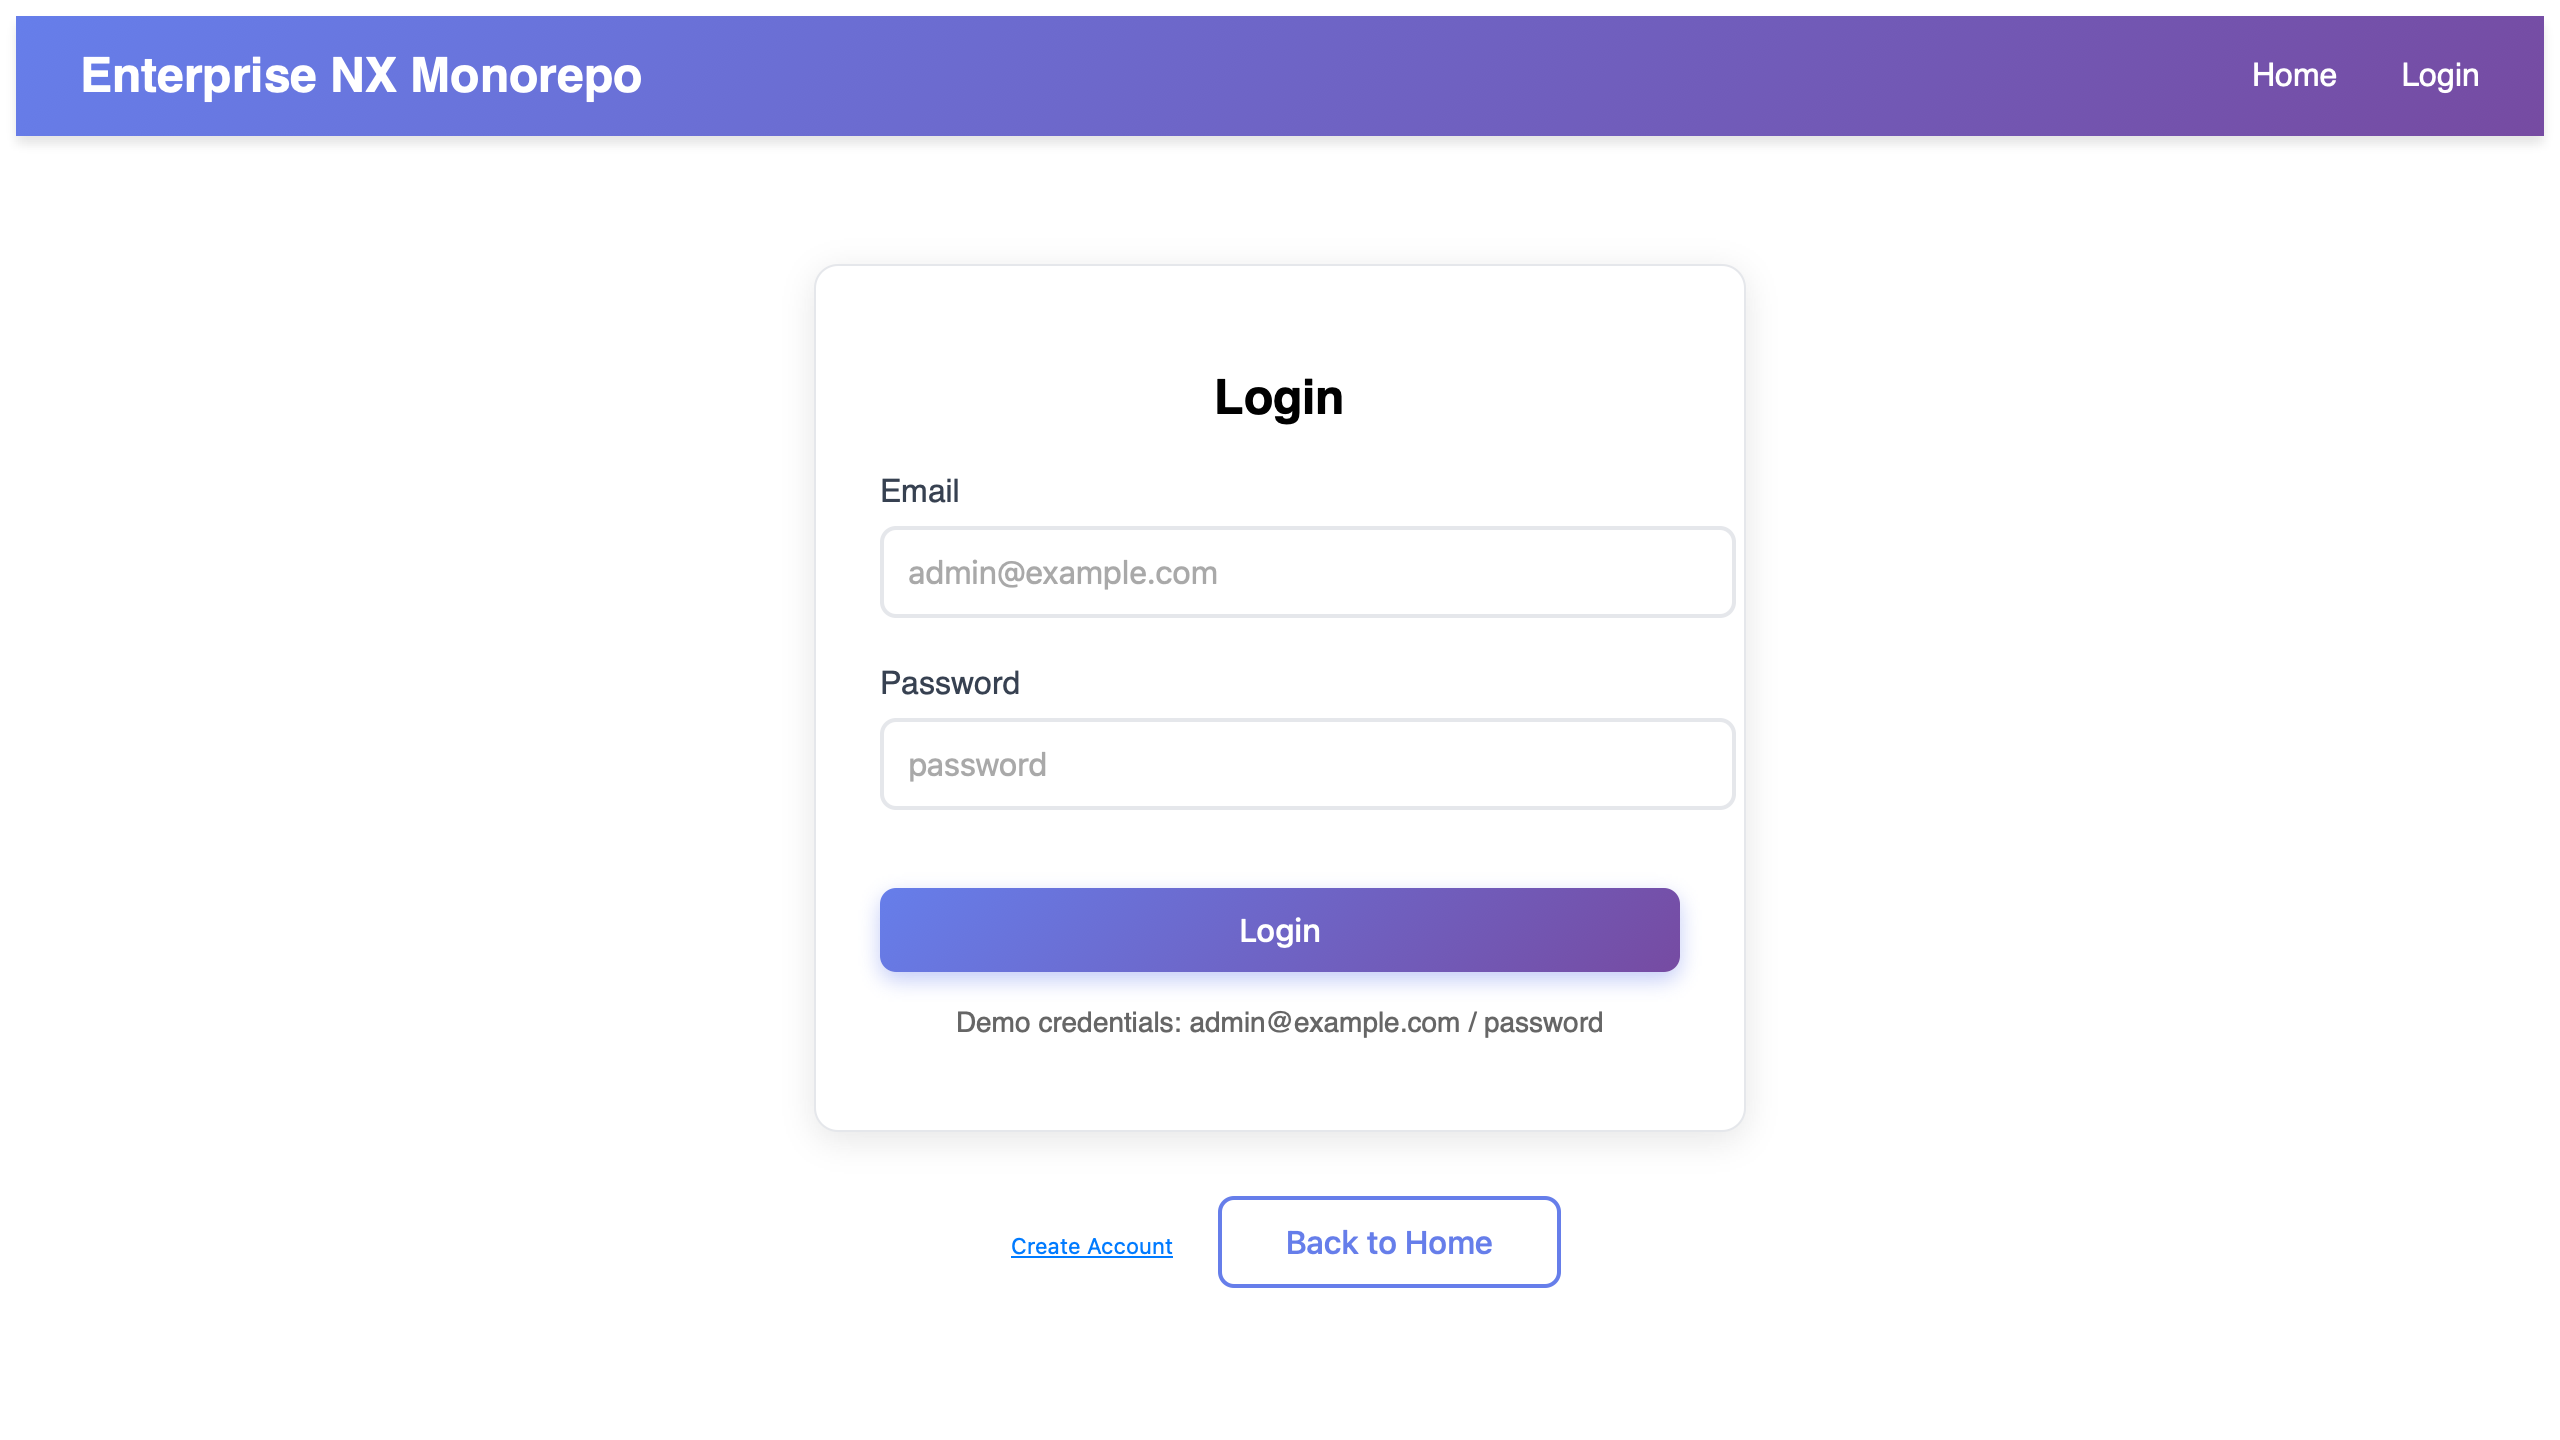 Enterprise NX Monorepo
Home
Login
Login
Email
admin@example.com
Password
password
Login
Demo credentials: admin@example.com / password
Create Account
Back to Home